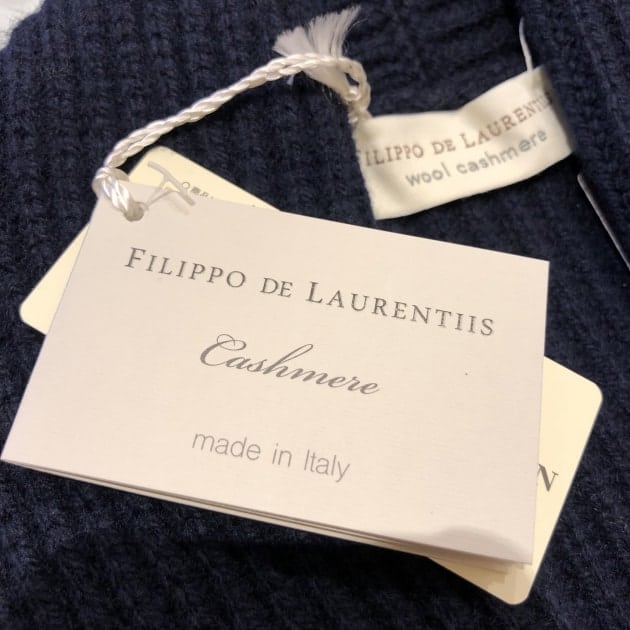 FILIPPO DE LAURENTIIS
wool cashmere
FILIPPO DE LAURENTIIS
Cashmere
made in Italy
N